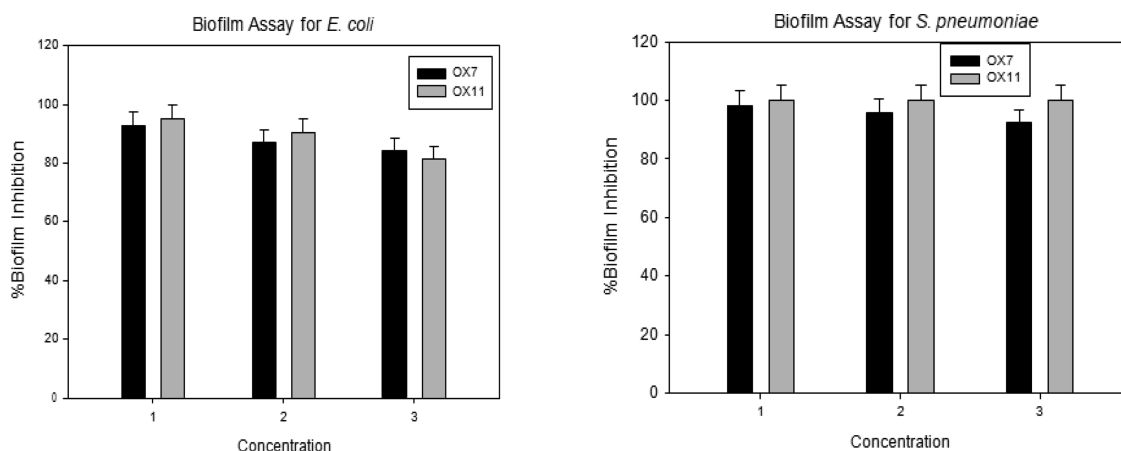 Biofilm Assay for E. coli
120
100
80
60
40
20
0
%Biofilm Inhibition
OX7
OX11
1 2 3
Concentration
Biofilm Assay for S. pneumoniae
120
100
80
60
40
20
0
%Biofilm Inhibition
OX7
OX11
1 2 3
Concentration